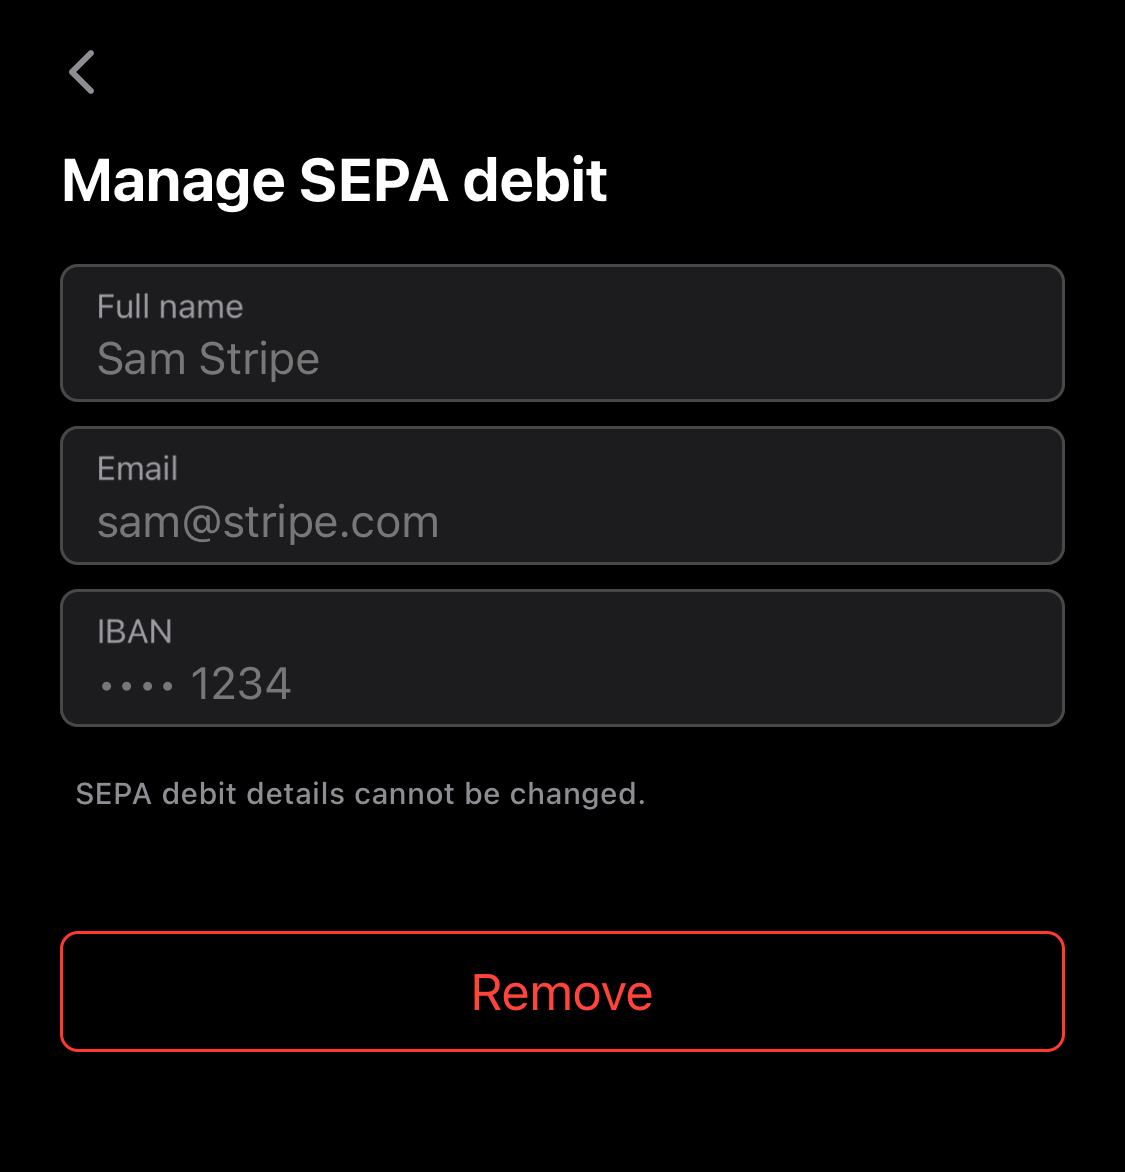 Manage SEPA debit
Full name
Sam Stripe
Email
sam@stripe.com
IBAN
•••• 1234
SEPA debit details cannot be changed.
Remove